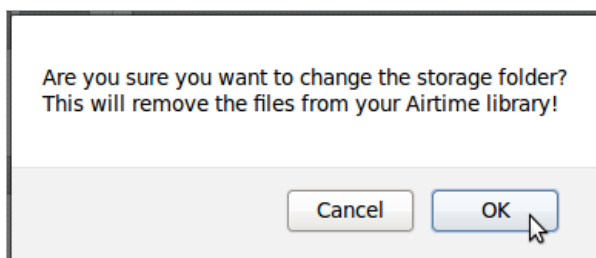 Are you sure you want to change the storage folder?
This will remove the files from your Airtime library!
Cancel OK